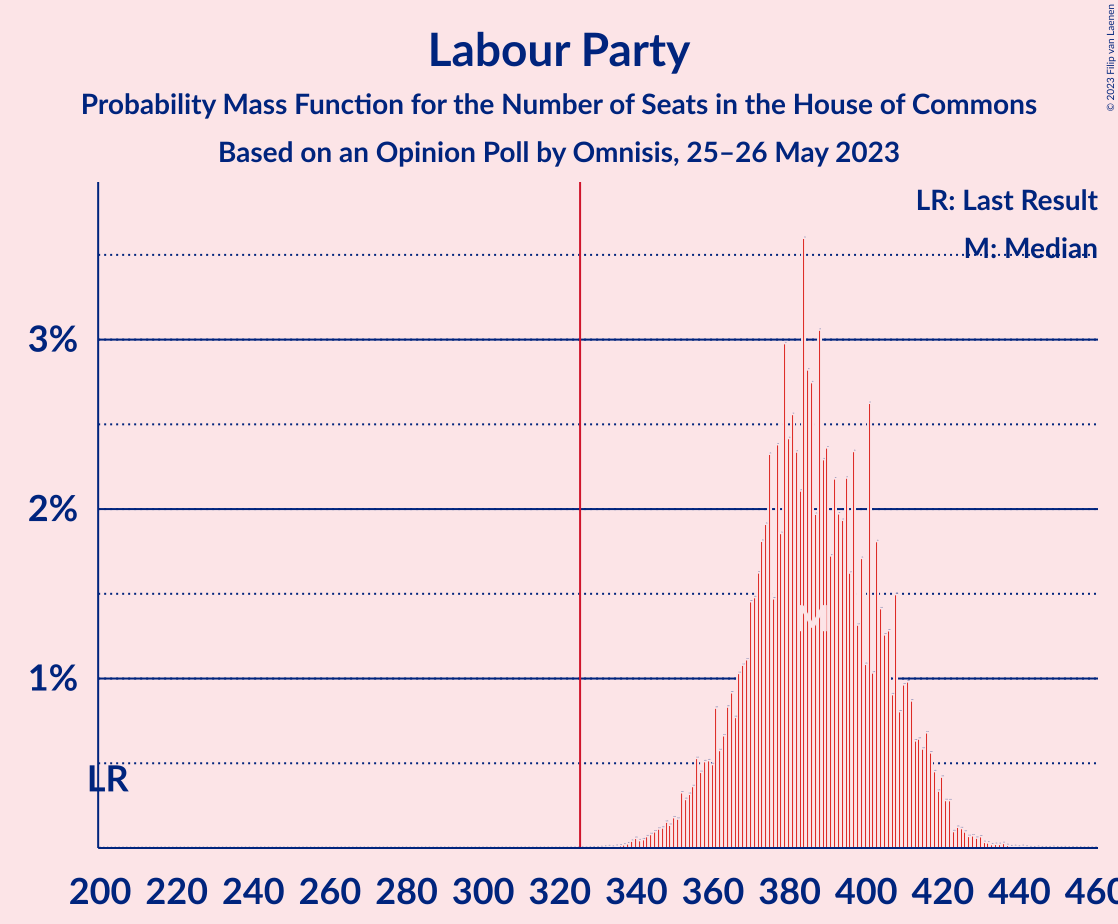 Labour Party
Probability Mass Function for the Number of Seats in the House of Commons
Based on an Opinion Poll by Omnisis, 25–26 May 2023
© 2023 Filip van Laenen
LR: Last Result
M: Median
3%
2%
1%
LR
M
200 220 240 260 280 300 320 340 360 380 400 420 440 460